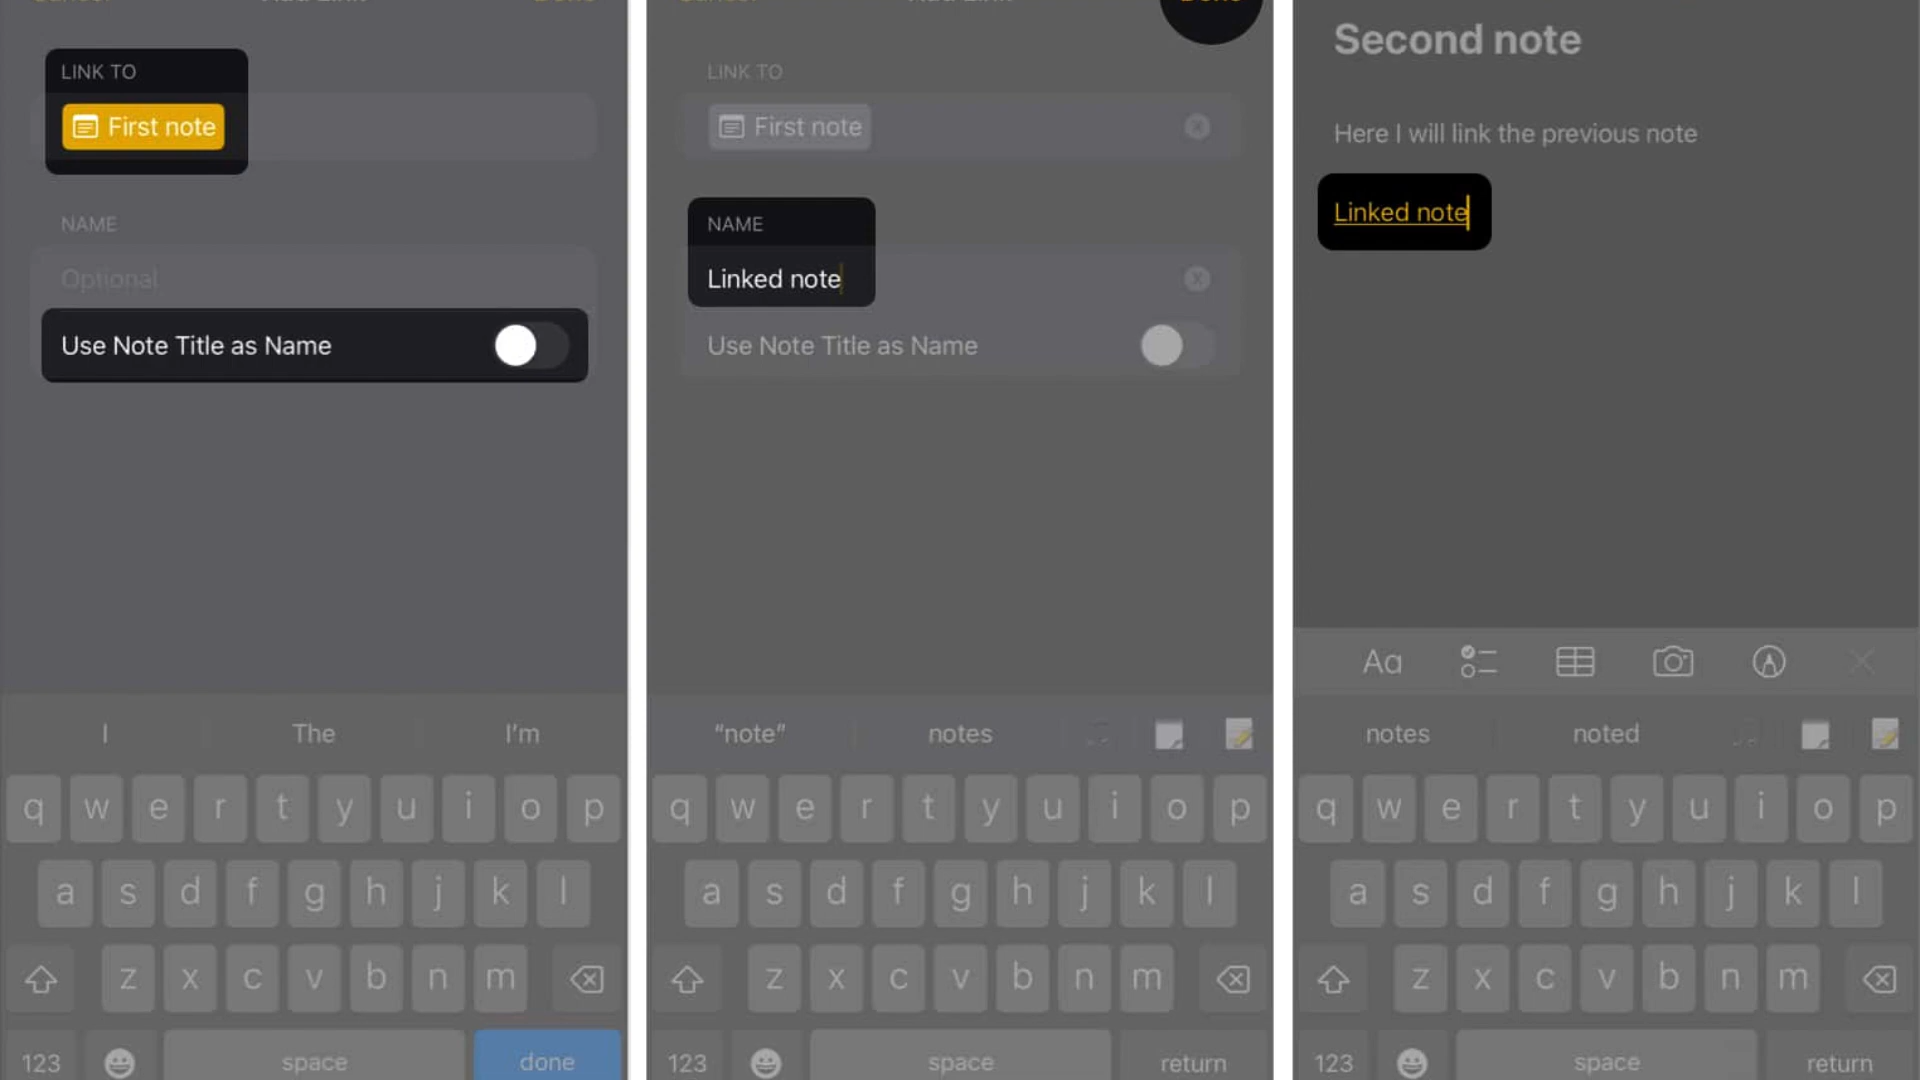 LINK TO
First note
NAME
Optional
Use Note Title as Name
I The I'm
q w e r t y u i o p
a s d f g h j k l
z x c v b n m
123 space done
LINK TO
First note
NAME
Linked note
Use Note Title as Name
“note” notes
q w e r t y u i o p
a s d f g h j k l
z x c v b n m
123 space return
Second note
Here I will link the previous note
Linked note
Aa
notes noted
q w e r t y u i o p
a s d f g h j k l
z x c v b n m
123 space return